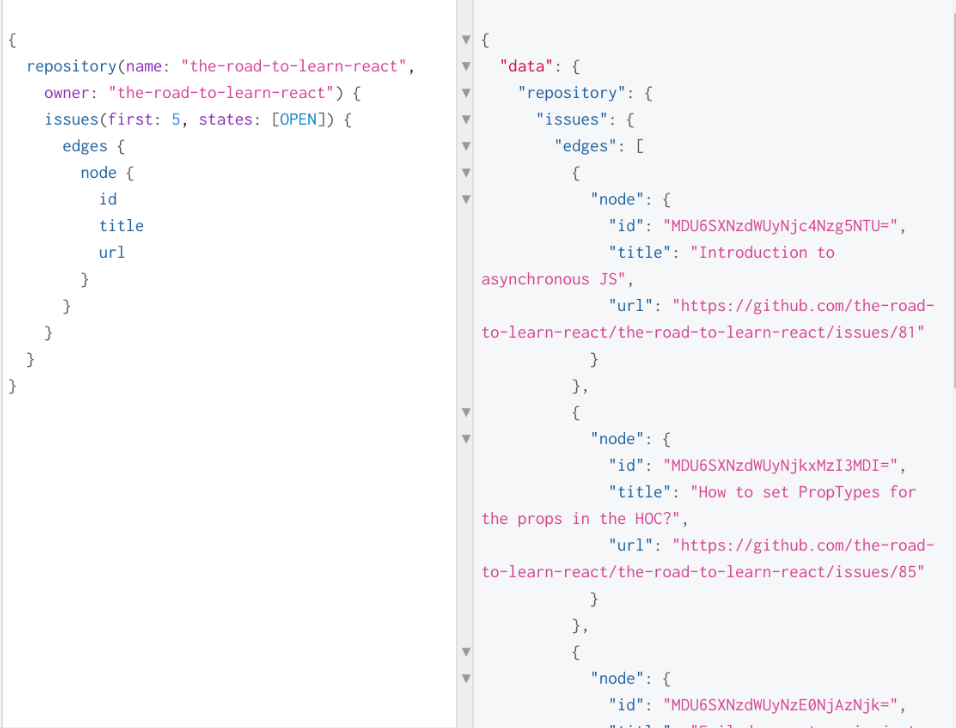 {
repository(name: "the-road-to-learn-react",
owner: "the-road-to-learn-react") {
issues(first: 5, states: [OPEN]) {
edges {
node {
id
title
url
}
}
}
}
}
{
"data": {
"repository": {
"issues": {
"edges": [
{
"node": {
"id": "MDU6SXNzdWUyNjc4Nzg5NTU=",
"title": "Introduction to
asynchronous JS",
"url": "https://github.com/the-road-
to-learn-react/the-road-to-learn-react/issues/81"
}
},
{
"node": {
"id": "MDU6SXNzdWUyNjkxMzI3MDI=",
"title": "How to set PropTypes for
the props in the HOC?",
"url": "https://github.com/the-road-
to-learn-react/the-road-to-learn-react/issues/85"
}
},
{
"node": {
"id": "MDU6SXNzdWUyNzE0NjAzNjk=",